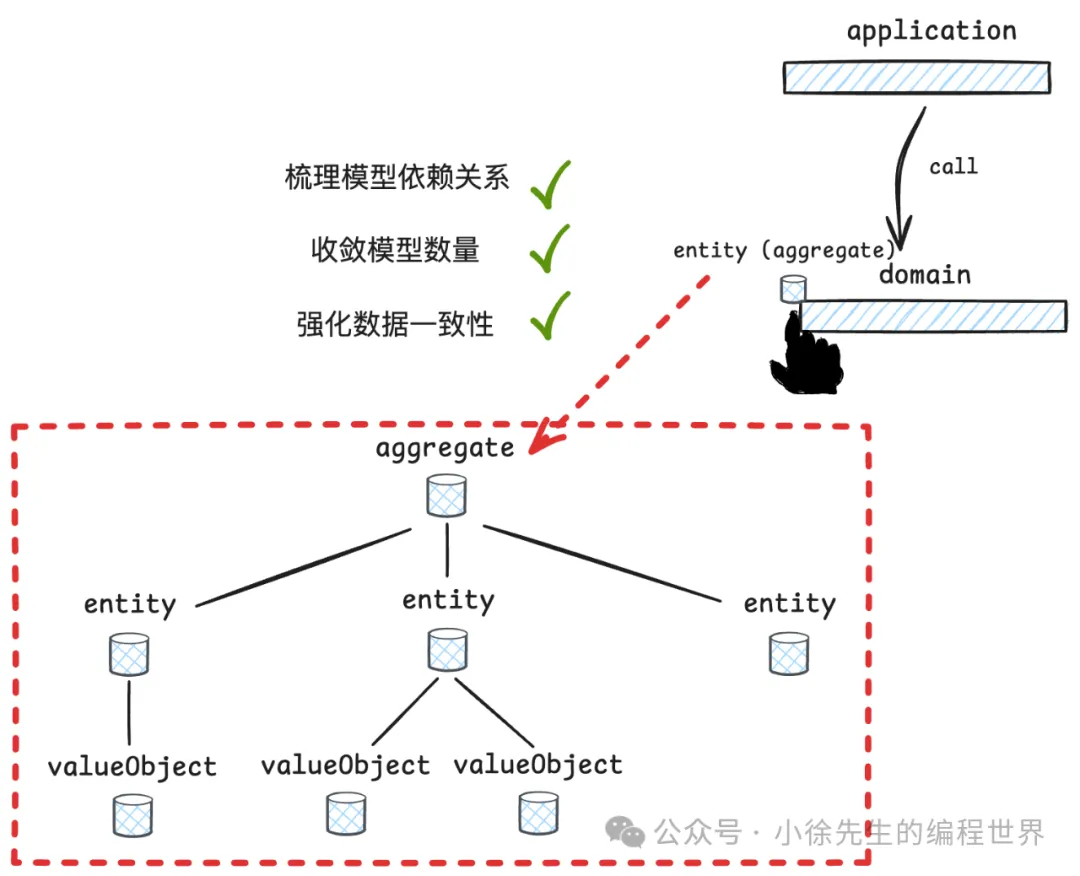 application
call
梳理模型依赖关系
收敛模型数量
entity (aggregate)
domain
强化数据一致性
aggregate
entity
entity
entity
valueObject
valueObject
valueObject
公众号·小徐先生的编程世界